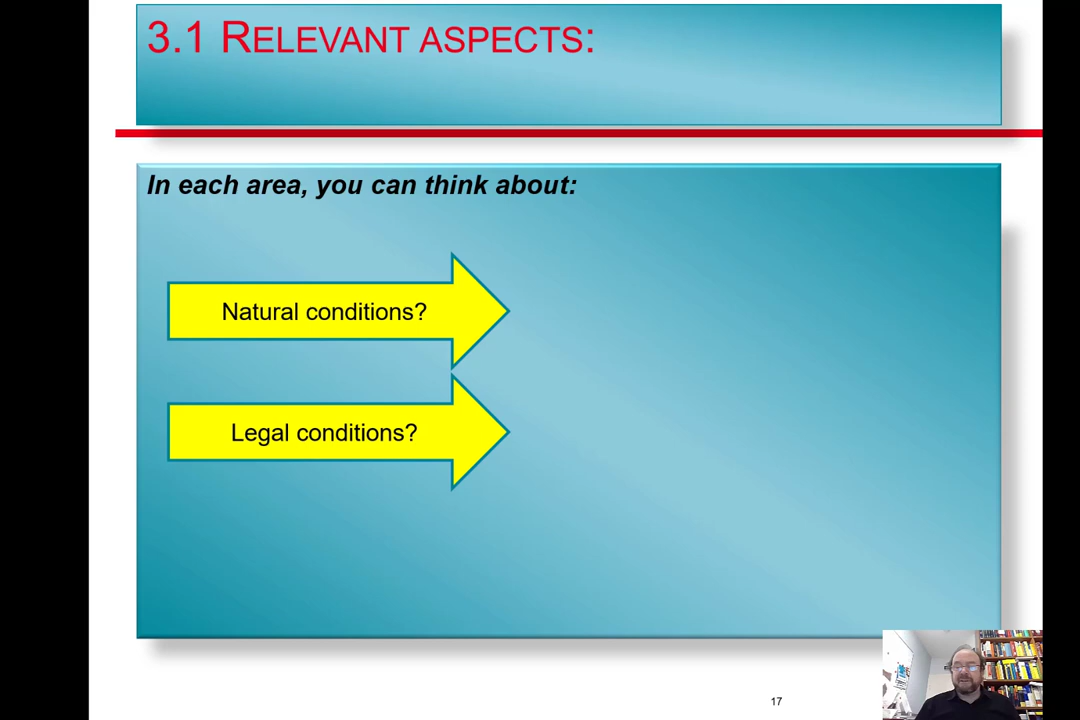 3.1 RELEVANT ASPECTS:
In each area, you can think about:
Natural conditions?
Legal conditions?
17